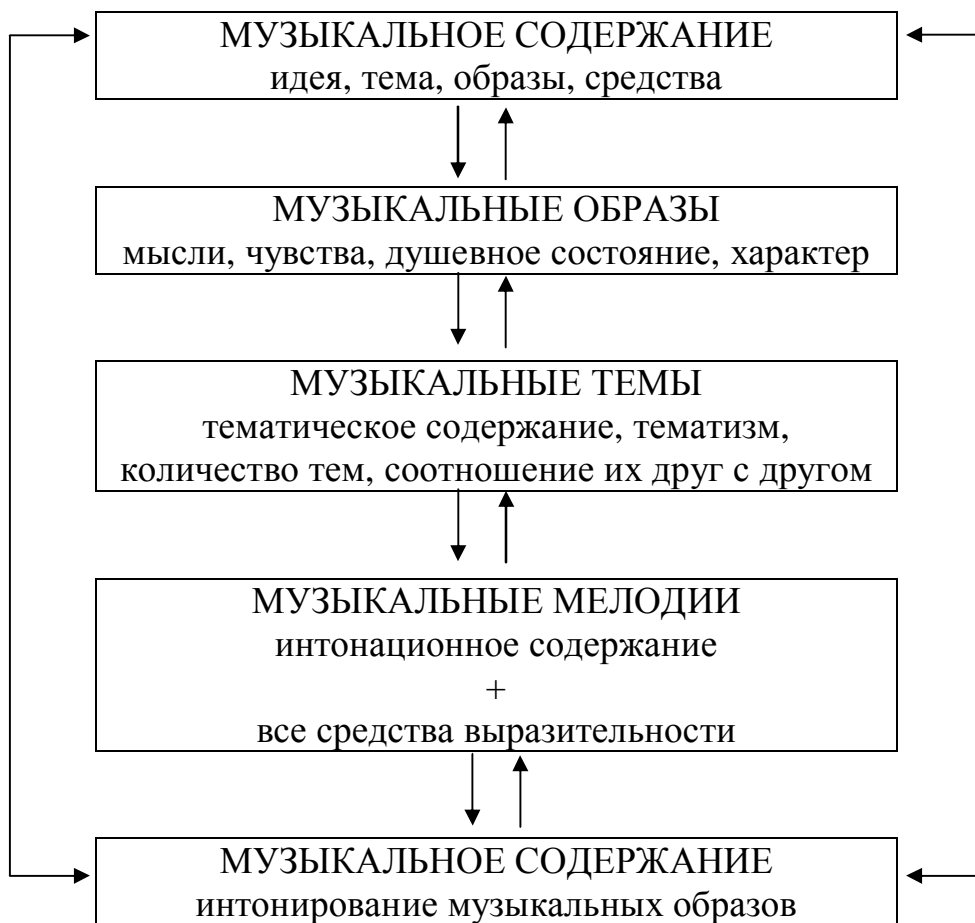 МУЗЫКАЛЬНОЕ СОДЕРЖАНИЕ
идея, тема, образы, средства
МУЗЫКАЛЬНЫЕ ОБРАЗЫ
мысли, чувства, душевное состояние, характер
МУЗЫКАЛЬНЫЕ ТЕМЫ
тематическое содержание, тематизм,
количество тем, соотношение их друг с другом
МУЗЫКАЛЬНЫЕ МЕЛОДИИ
интонационное содержание
+
все средства выразительности
МУЗЫКАЛЬНОЕ СОДЕРЖАНИЕ
интонирование музыкальных образов